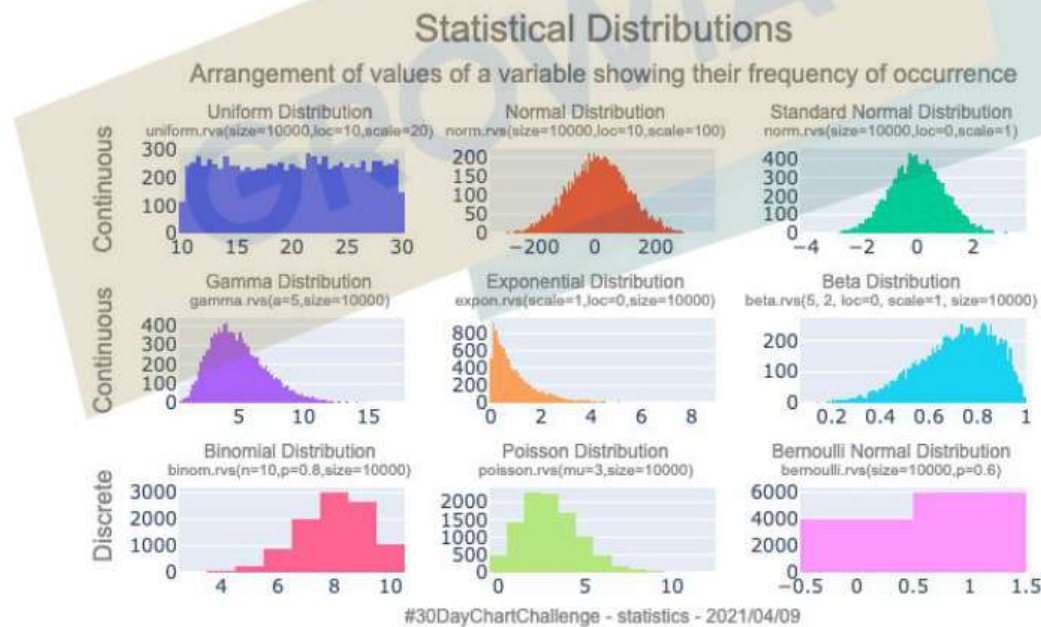 Statistical Distributions
Arrangement of values of a variable showing their frequency of occurrence
Uniform Distribution
uniform.rvs(size=10000,loc=10,scale=20)
Normal Distribution
norm.rvs(size=10000,loc=10,scale=100)
Standard Normal Distribution
norm.rvs(size=10000,loc=0,scale=1)
Continuous
300
200
100
0
10 15 20 25 30
200
150
100
50
0
−200 0 200
400
300
200
100
0
−4 −2 0 2
Gamma Distribution
gamma.rvs(a=5,size=10000)
Exponential Distribution
expon.rvs(scale=1,loc=0,size=10000)
Beta Distribution
beta.rvs(5, 2, loc=0, scale=1, size=10000)
Continuous
400
300
200
100
0
5 10 15
800
600
400
200
0
0 2 4 6 8
200
100
0
0.2 0.4 0.6 0.8 1
Binomial Distribution
binom.rvs(n=10,p=0.8,size=10000)
Poisson Distribution
poisson.rvs(mu=3,size=10000)
Bernoulli Normal Distribution
bernoulli.rvs(size=10000,p=0.6)
Discrete
3000
2000
1000
0
4 6 8 10
2000
1500
1000
500
0
0 5 10
6000
4000
2000
0
−0.5 0 0.5 1 1.5
#30DayChartChallenge - statistics - 2021/04/09